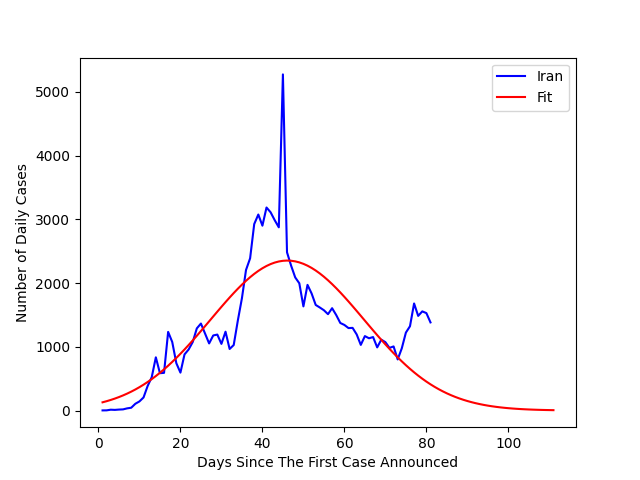 Iran
Fit
5000
4000
3000
2000
1000
0
Number of Daily Cases
0 20 40 60 80 100
Days Since The First Case Announced